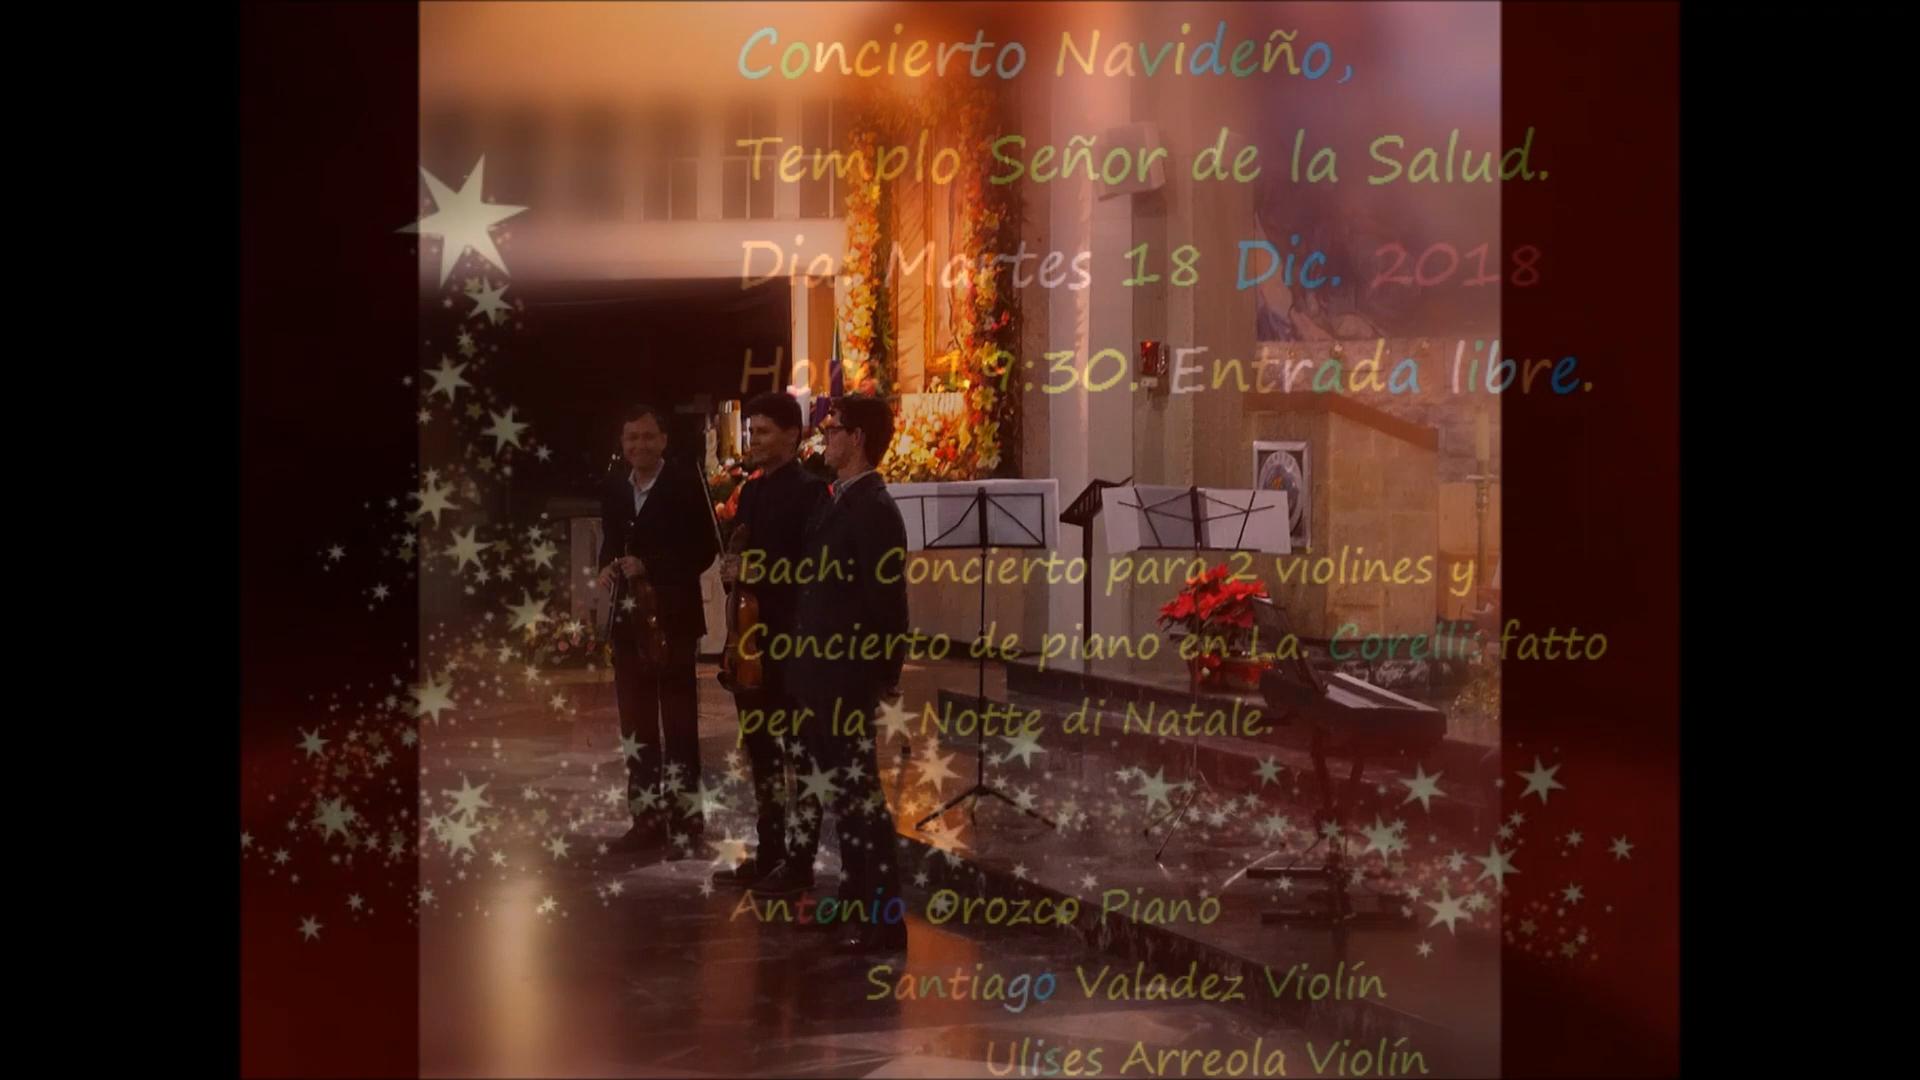 Concierto Navideño,
Templo Señor de la Salud.
Dia: Martes 18 Dic. 2018
Hora: 19:30. Entrada libre.
Bach: Concierto para 2 violines y
Concierto de piano en La. Corelli: fatto
per la Notte di Natale.
Antonio Orozco Piano
Santiago Valadez Violín
Ulises Arreola Violín